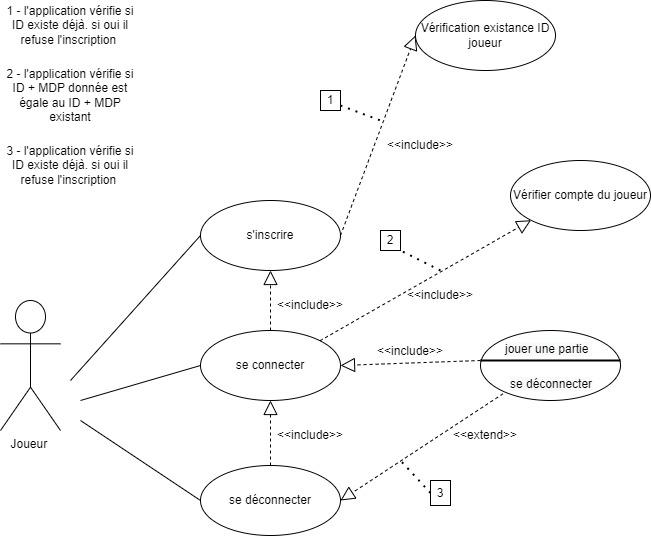 1 - l'application vérifie si
ID existe déjà. si oui il
refuse l'inscription
2 - l'application vérifie si
ID + MDP donnée est
égale au ID + MDP
existant
3 - l'application vérifie si
ID existe déjà. si oui il
refuse l'inscription
Vérification existance ID
joueur
1
<<include>>
Vérifier compte du joueur
s'inscrire
2
<<include>>
<<include>>
se connecter
<<include>>
jouer une partie
se déconnecter
Joueur
<<include>>
<<extend>>
se déconnecter
3